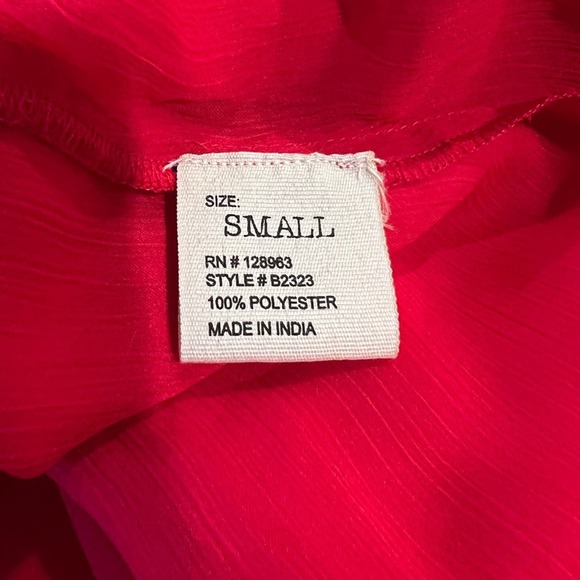 SIZE:
SMALL
RN # 128963
STYLE # B2323
100% POLYESTER
MADE IN INDIA